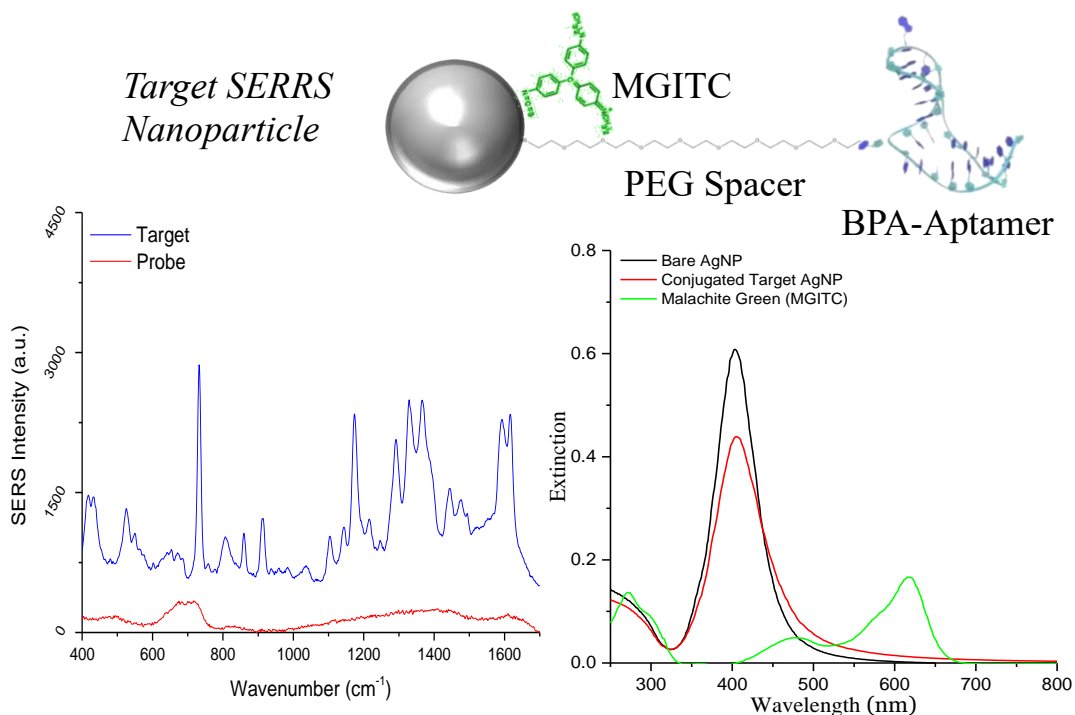 Target SERRS
Nanoparticle
MGITC
PEG Spacer
BPA-Aptamer
Target
Probe
SERS Intensity (a.u.)
4500
3000
1500
0
400 600 800 1000 1200 1400 1600
Wavenumber (cm-1)
Bare AgNP
Conjugated Target AgNP
Malachite Green (MGITC)
Extinction
0.8
0.6
0.4
0.2
0.0
300 400 500 600 700 800
Wavelength (nm)